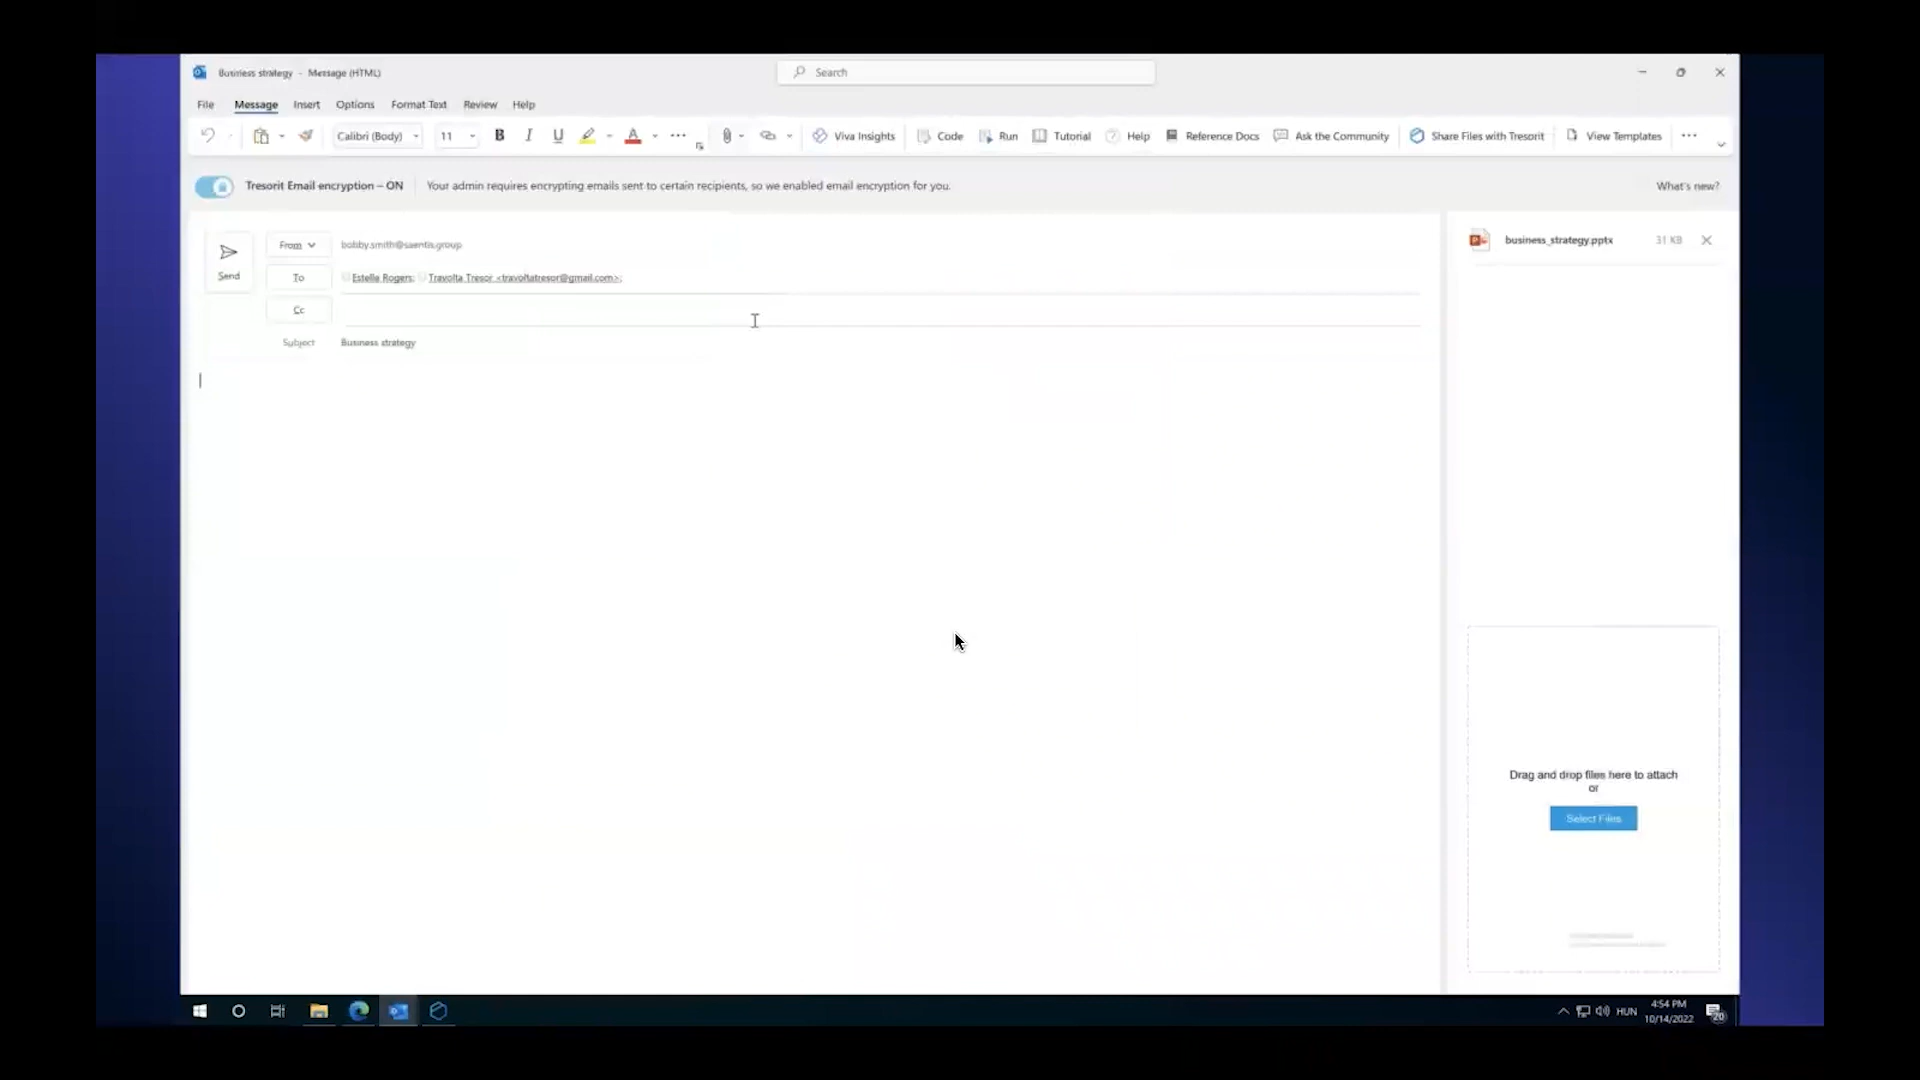 Business strategy - Message (HTML)
Search
File Message Insert Options Format Text Review Help
Calibri (Body) 11 B I U A Viva Insights Code Run Tutorial Help Reference Docs Ask the Community Share Files with Tresorit View Templates
Tresorit Email encryption – ON Your admin requires encrypting emails sent to certain recipients, so we enabled email encryption for you. What's new?
Send
From bobby.smith@saentis.group
To Estelle Rogers; Travolta Tresor <travoltatresor@gmail.com>;
Cc
Subject Business strategy
business_strategy.pptx 31 KB
Drag and drop files here to attach
or
Select Files
HUN
4:54 PM
10/14/2022
20